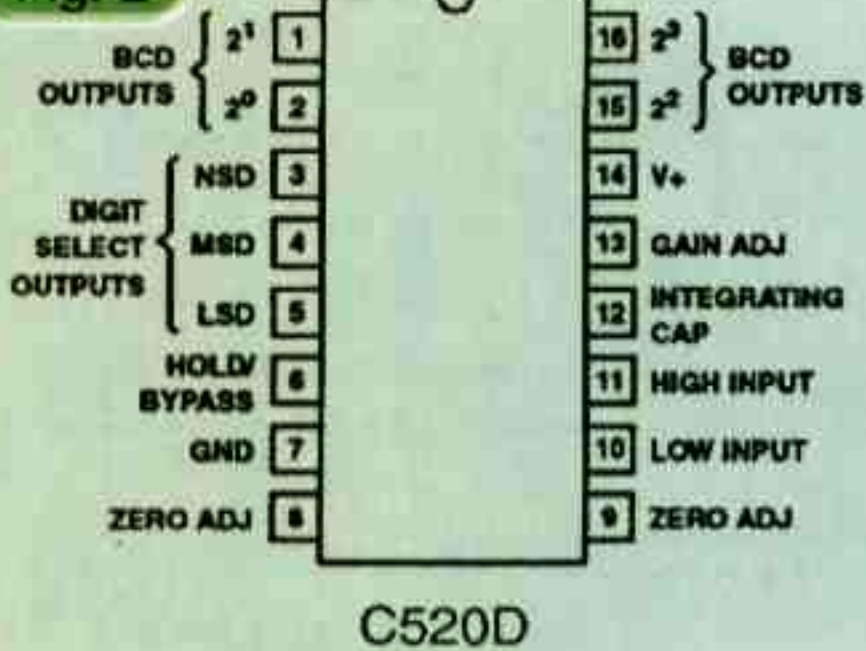 BCD
OUTPUTS
2¹ 1
2⁰ 2
DIGIT
SELECT
OUTPUTS
NSD 3
MSD 4
LSD 5
HOLD/
BYPASS
6
GND 7
ZERO ADJ 8
16 2³
15 2²
BCD
OUTPUTS
14 V+
13 GAIN ADJ
12 INTEGRATING
CAP
11 HIGH INPUT
10 LOW INPUT
9 ZERO ADJ
C520D